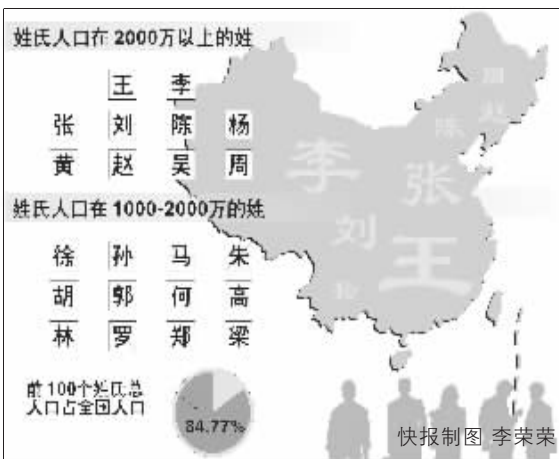 姓氏人口在 2000万以上的姓
王 李
张 刘 陈 杨
黄 赵 吴 周
姓氏人口在 1000-2000万的姓
徐 孙 马 朱
胡 郭 何 高
林 罗 郑 梁
前100个姓氏总
人口占全国人口
84.77%
周
赵
陈
李
张
刘
王
快报制图 李荣荣